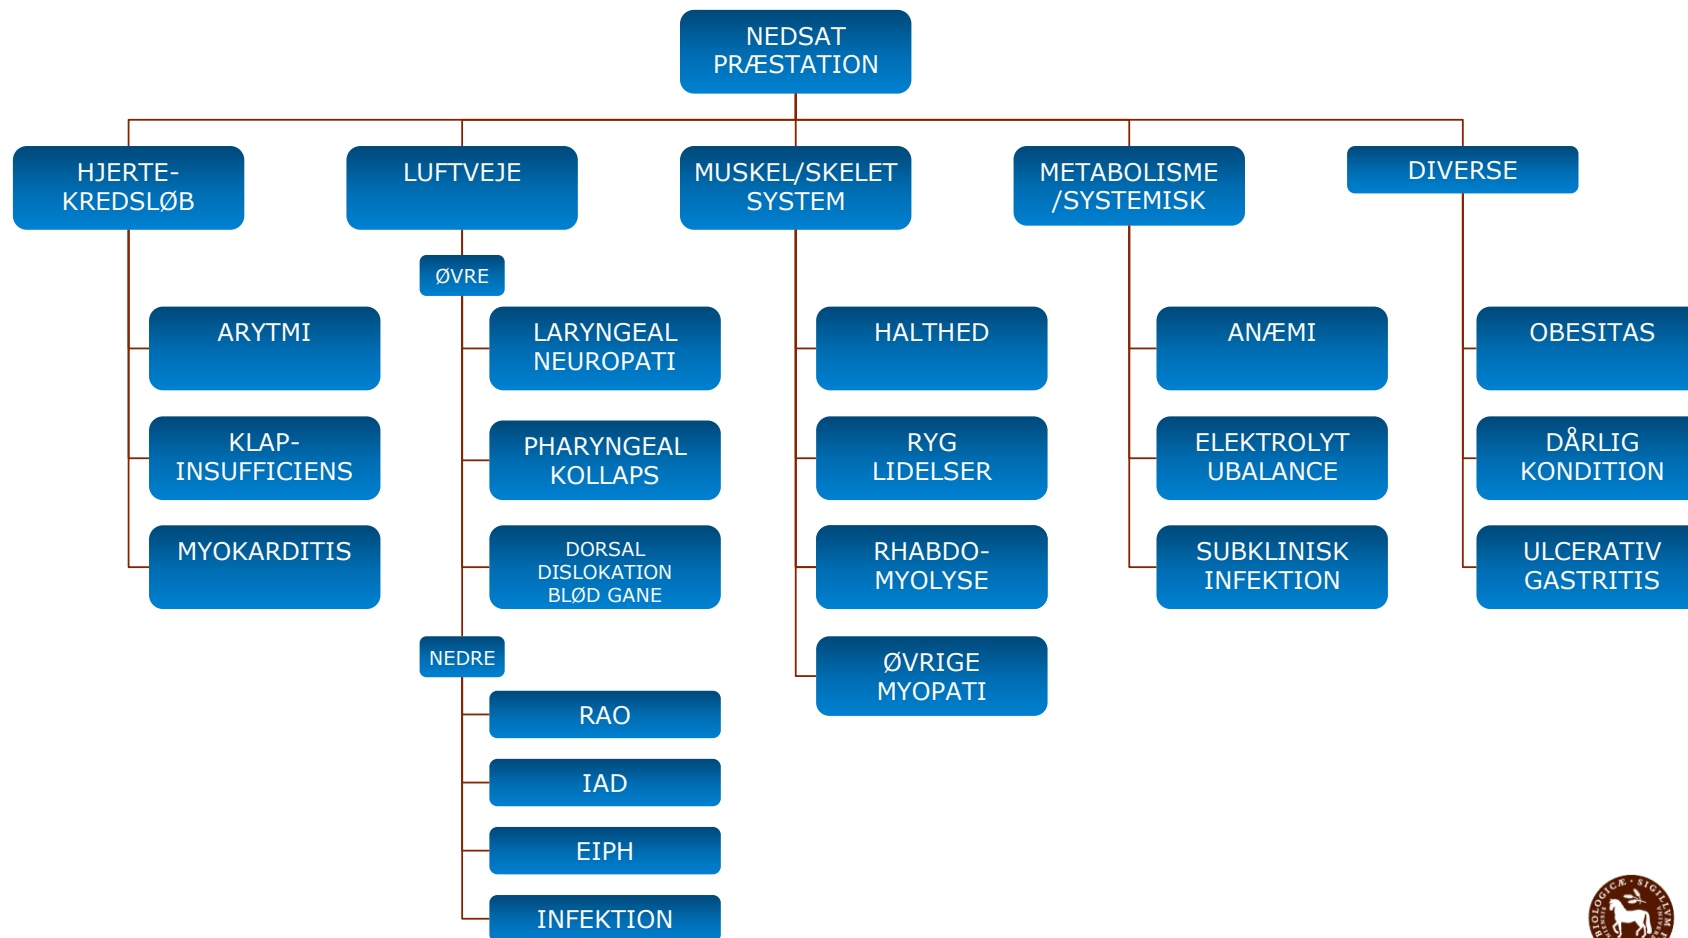 NEDSAT
PRÆSTATION
HJERTE-
KREDSLØB
LUFTVEJE
MUSKEL/SKELET
SYSTEM
METABOLISME
/SYSTEMISK
DIVERSE
ØVRE
ARYTMI
KLAP-
INSUFFICIENS
MYOKARDITIS
LARYNGEAL
NEUROPATI
PHARYNGEAL
KOLLAPS
DORSAL
DISLOKATION
BLØD GANE
NEDRE
RAO
IAD
EIPH
INFEKTION
HALTHED
RYG
LIDELSER
RHABDO-
MYOLYSE
ØVRIGE
MYOPATI
ANÆMI
ELEKTROLYT
UBALANCE
SUBKLINISK
INFEKTION
OBESITAS
DÅRLIG
KONDITION
ULCERATIV
GASTRITIS